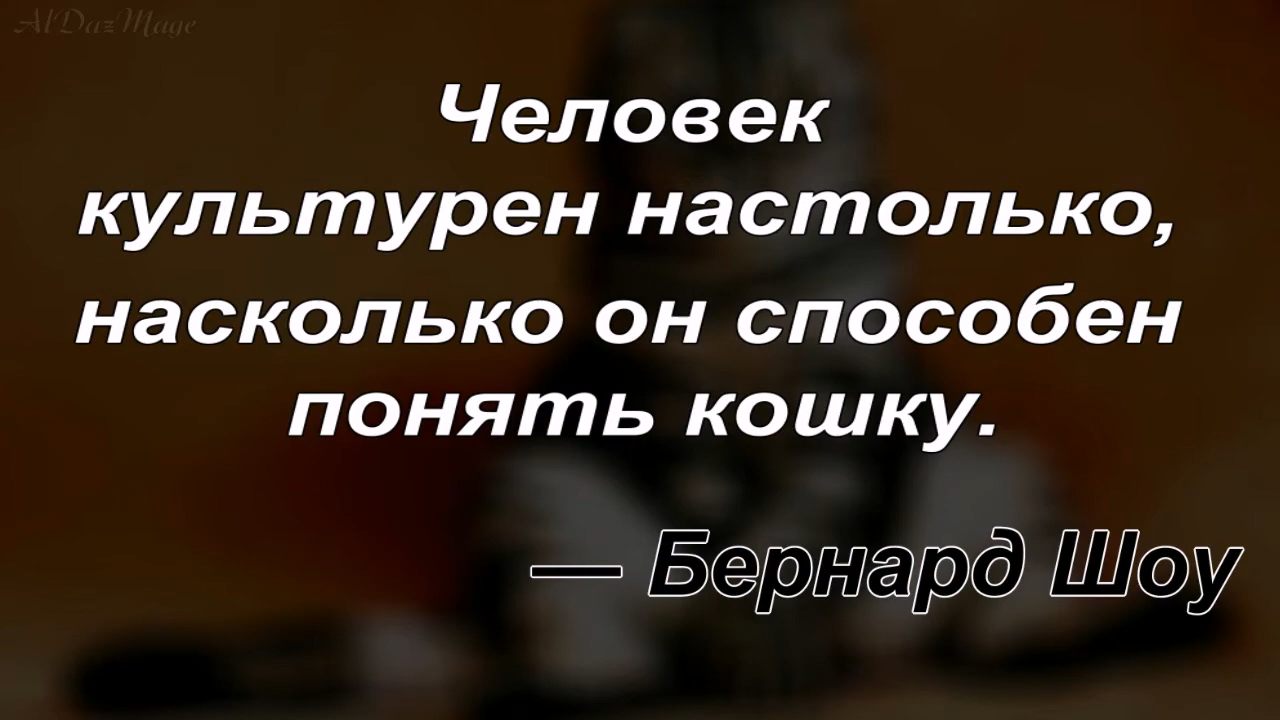 AlDazMage
Человек
культурен настолько,
насколько он способен
понять кошку.
— Бернард Шоу